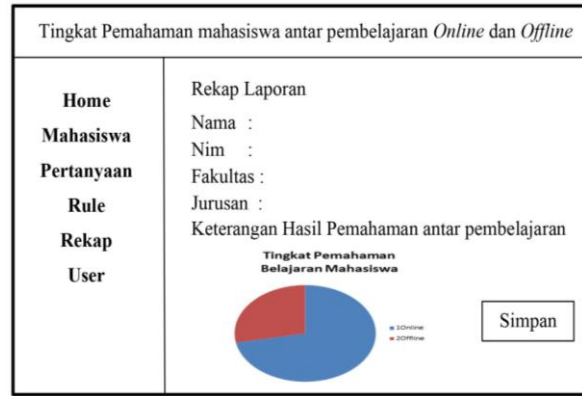 Tingkat Pemahaman mahasiswa antar pembelajaran Online dan Offline
Home
Mahasiswa
Pertanyaan
Rule
Rekap
User
Rekap Laporan
Nama :
Nim :
Fakultas :
Jurusan :
Keterangan Hasil Pemahaman antar pembelajaran
Tingkat Pemahaman
Belajaran Mahasiswa
1Online
2Offline
Simpan